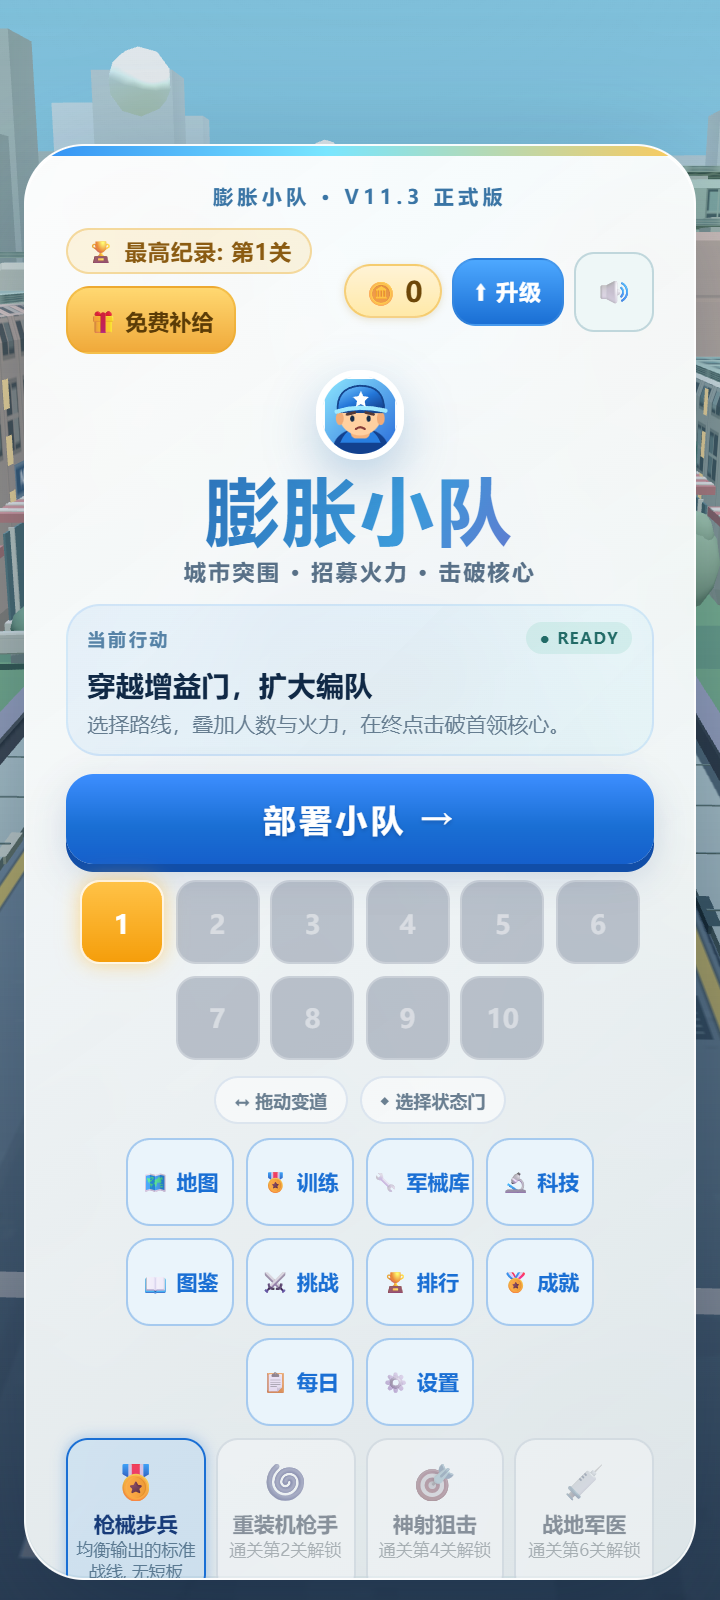 膨胀小队 • V11.3 正式版
最高纪录: 第1关
免费补给
0
升级
膨胀小队
城市突围 • 招募火力 • 击破核心
当前行动
● READY
穿越增益门，扩大编队
选择路线，叠加人数与火力，在终点击破首领核心。
部署小队 →
1 2 3 4 5 6
7 8 9 10
↔ 拖动变道
◆ 选择状态门
地图 训练 军械库 科技
图鉴 挑战 排行 成就
每日 设置
枪械步兵 重装机枪手 神射狙击 战地军医
均衡输出的标准 通关第2关解锁 通关第4关解锁 通关第6关解锁
战线, 无短板